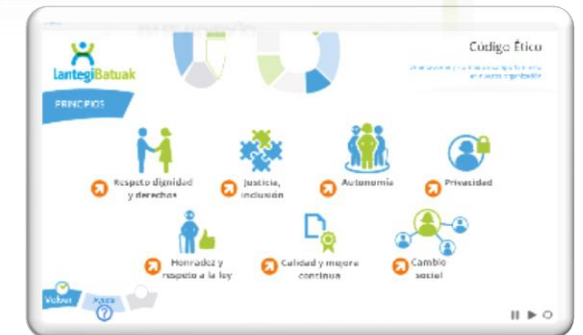 Código Ético
LantegiBatuak
PRINCIPIOS
Respeto dignidad
y derechos
Justicia,
inclusión
Autonomía
Privacidad
Honradez y
respeto a la ley
Calidad y mejora
continua
Cambio
social
Volver
Ayuda